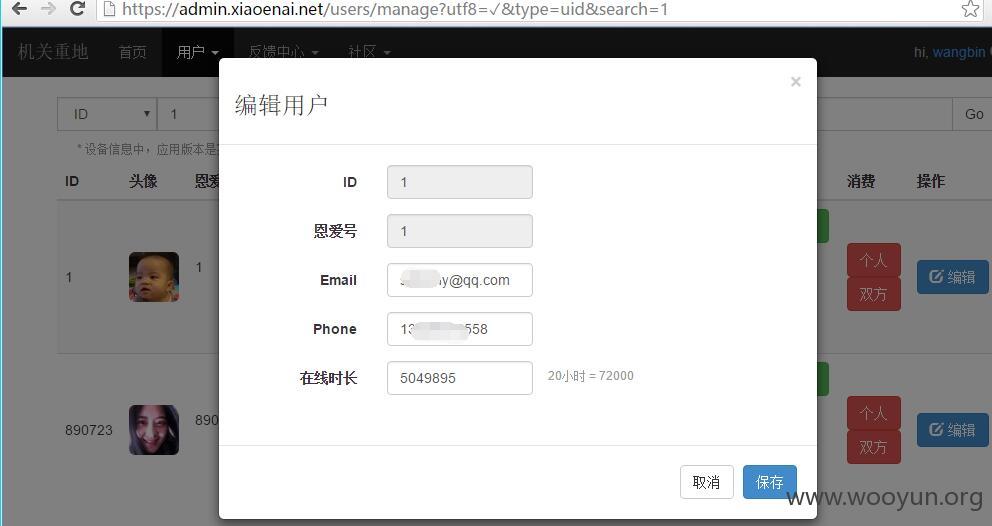 https://admin.xiaoenai.net/users/manage?utf8=✓&type=uid&search=1
机关重地 首页 用户 反馈中心 社区 hi, wangbin
ID 1 Go
* 设备信息中，应用版本是
ID 头像 恩爱 消费 操作
1 1 个人 编辑
双方
890723 890 个人 编辑
双方
编辑用户 ×
ID 1
恩爱号 1
Email y@qq.com
Phone 13 558
在线时长 5049895 20小时 = 72000
取消 保存
www.wooyun.org